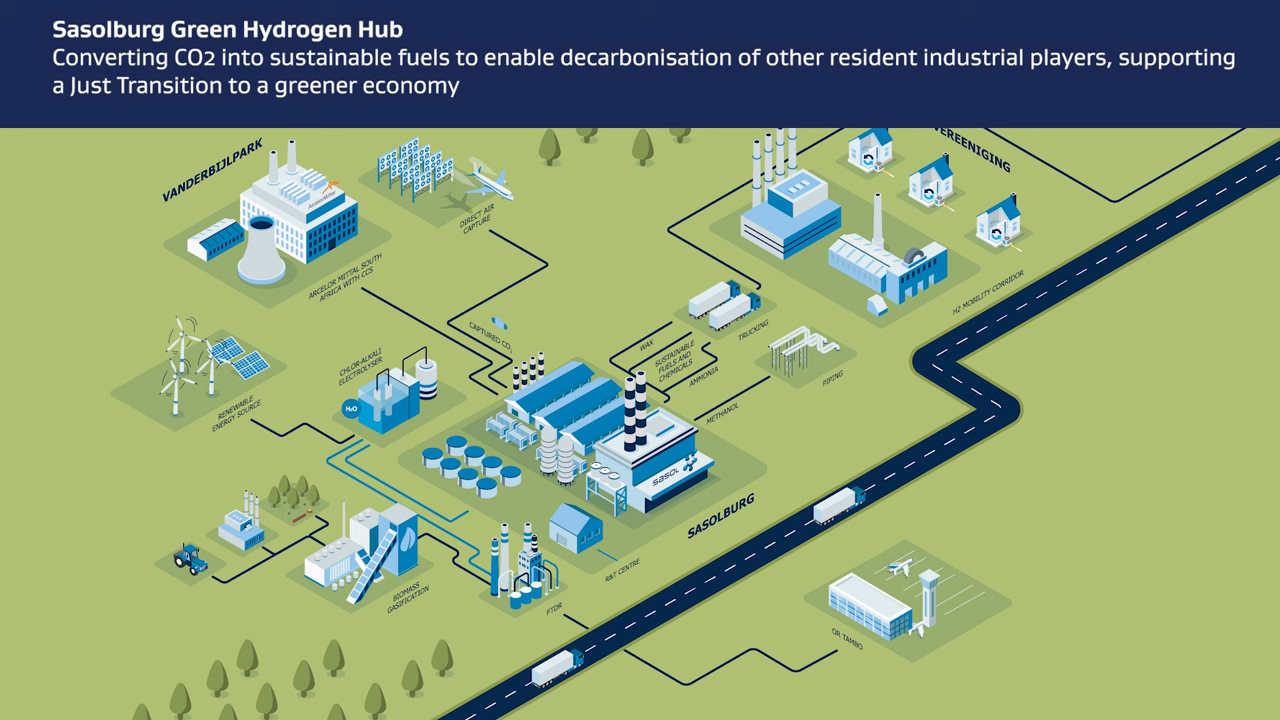 Sasolburg Green Hydrogen Hub
Converting CO2 into sustainable fuels to enable decarbonisation of other resident industrial players, supporting
a Just Transition to a greener economy
VANDERBIJLPARK
ArcelorMittal
DIRECT AIR
CAPTURE
ARCELOR MITTAL SOUTH
AFRICA WITH CCS
VEREENIGING
H2 MOBILITY CORRIDOR
CAPTURED CO2
TRUCKING
WAX
SUSTAINABLE
FUELS AND
CHEMICALS
AMMONIA
METHANOL
PIPING
CHLOR-ALKALI
ELECTROLYSER
H2O
RENEWABLE
ENERGY SOURCE
sasol
SASOLBURG
R&T CENTRE
BIOMASS
GASIFICATION
FTDR
OR TAMBO